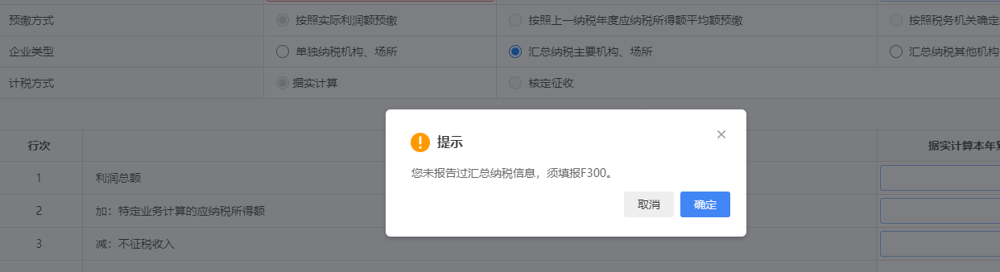 预缴方式 按照实际利润额预缴 按照上一纳税年度应纳税所得额平均额预缴 按照税务机关确定
企业类型 单独纳税机构、场所 汇总纳税主要机构、场所 汇总纳税其他机构
计税方式 据实计算 核定征收
提示
行次 据实计算本年累
您未报告过汇总纳税信息，须填报F300。
1 利润总额
取消 确定
2 加：特定业务计算的应纳税所得额
3 减：不征税收入